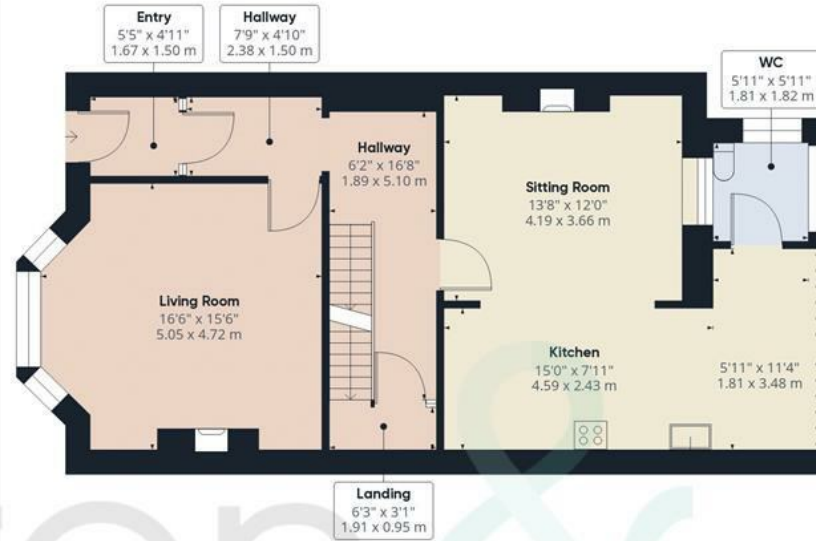 Entry
5'5" x 4'11"
1.67 x 1.50 m
Hallway
7'9" x 4'10"
2.38 x 1.50 m
WC
5'11" x 5'11"
1.81 x 1.82 m
Hallway
6'2" x 16'8"
1.89 x 5.10 m
Sitting Room
13'8" x 12'0"
4.19 x 3.66 m
Living Room
16'6" x 15'6"
5.05 x 4.72 m
Kitchen
15'0" x 7'11"
4.59 x 2.43 m
5'11" x 11'4"
1.81 x 3.48 m
Landing
6'3" x 3'1"
1.91 x 0.95 m